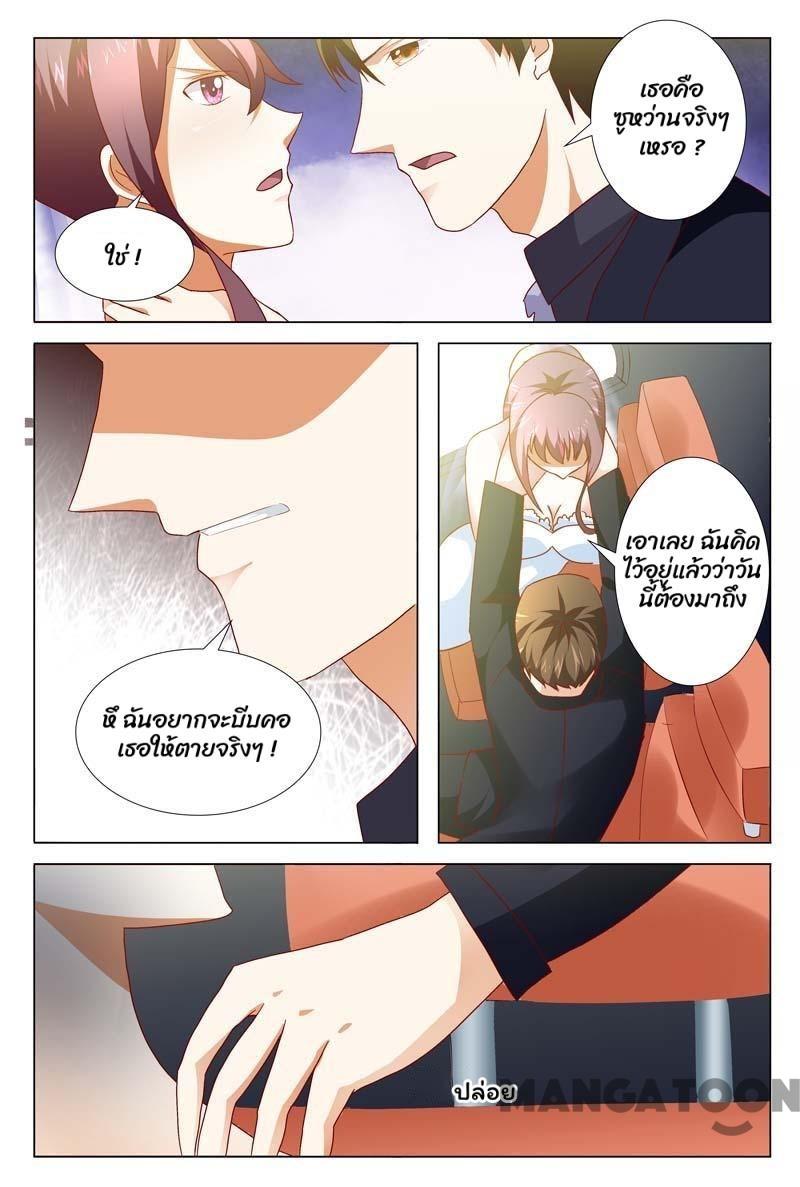 เธอคือ
ซูหว่านจริงๆ
เหรอ ?
ใช่ !
หึ ฉันอยากจะบีบคอ
เธอให้ตายจริงๆ !
เอาเลย ฉันคิด
ไว้อยู่แล้วว่าวัน
นี้ต้องมาถึง
ปล่อย
MANGATOON